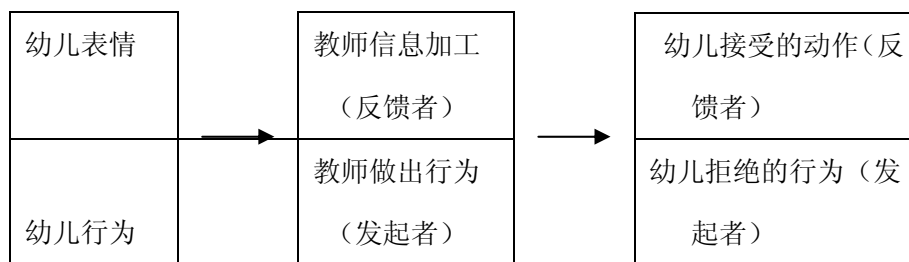 幼儿表情
幼儿行为
教师信息加工
（反馈者）
教师做出行为
（发起者）
幼儿接受的动作（反
馈者）
幼儿拒绝的行为（发
起者）